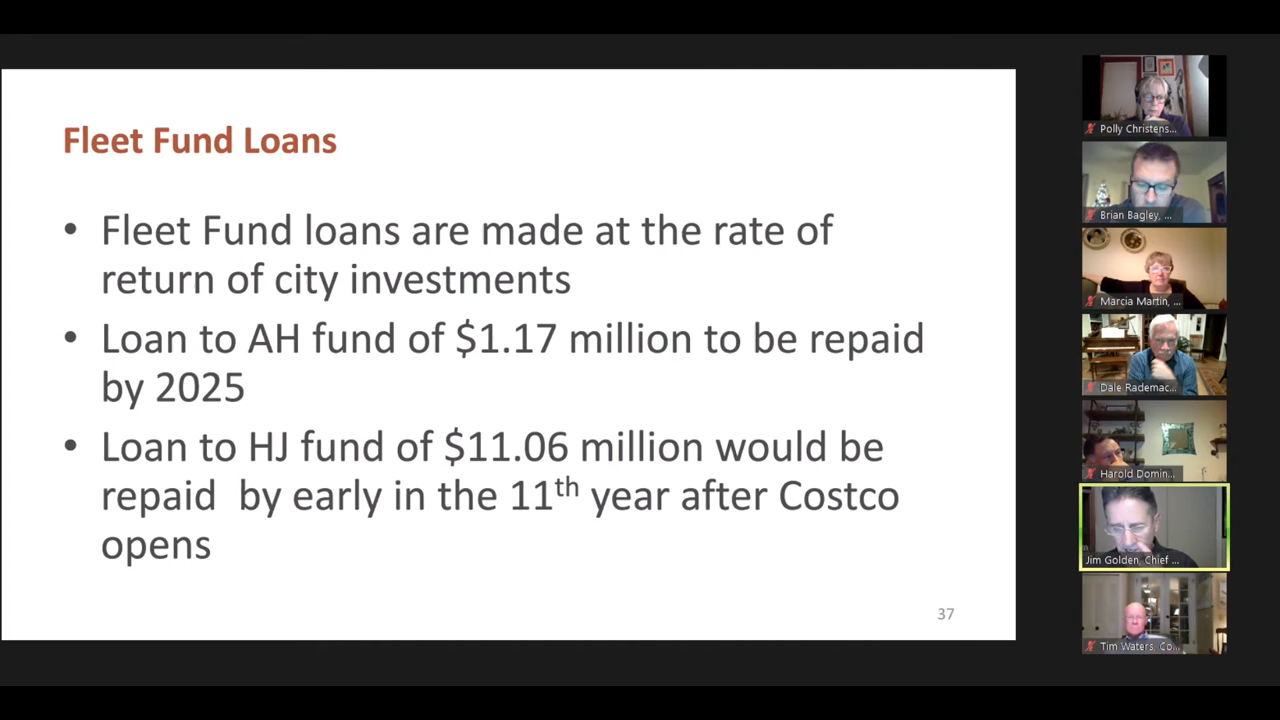 Fleet Fund Loans
• Fleet Fund loans are made at the rate of
return of city investments
• Loan to AH fund of $1.17 million to be repaid
by 2025
• Loan to HJ fund of $11.06 million would be
repaid by early in the 11th year after Costco
opens
37
Polly Christens...
Brian Bagley, ...
Marcia Martin, ...
Dale Rademac...
Harold Domin...
Jim Golden, Chief ...
Tim Waters, Co...